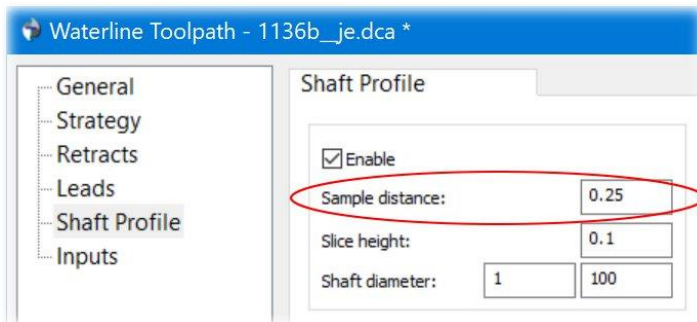 Waterline Toolpath - 1136b__je.dca *
General
Strategy
Retracts
Leads
Shaft Profile
Inputs
Shaft Profile
Enable
Sample distance: 0.25
Slice height: 0.1
Shaft diameter: 1 100